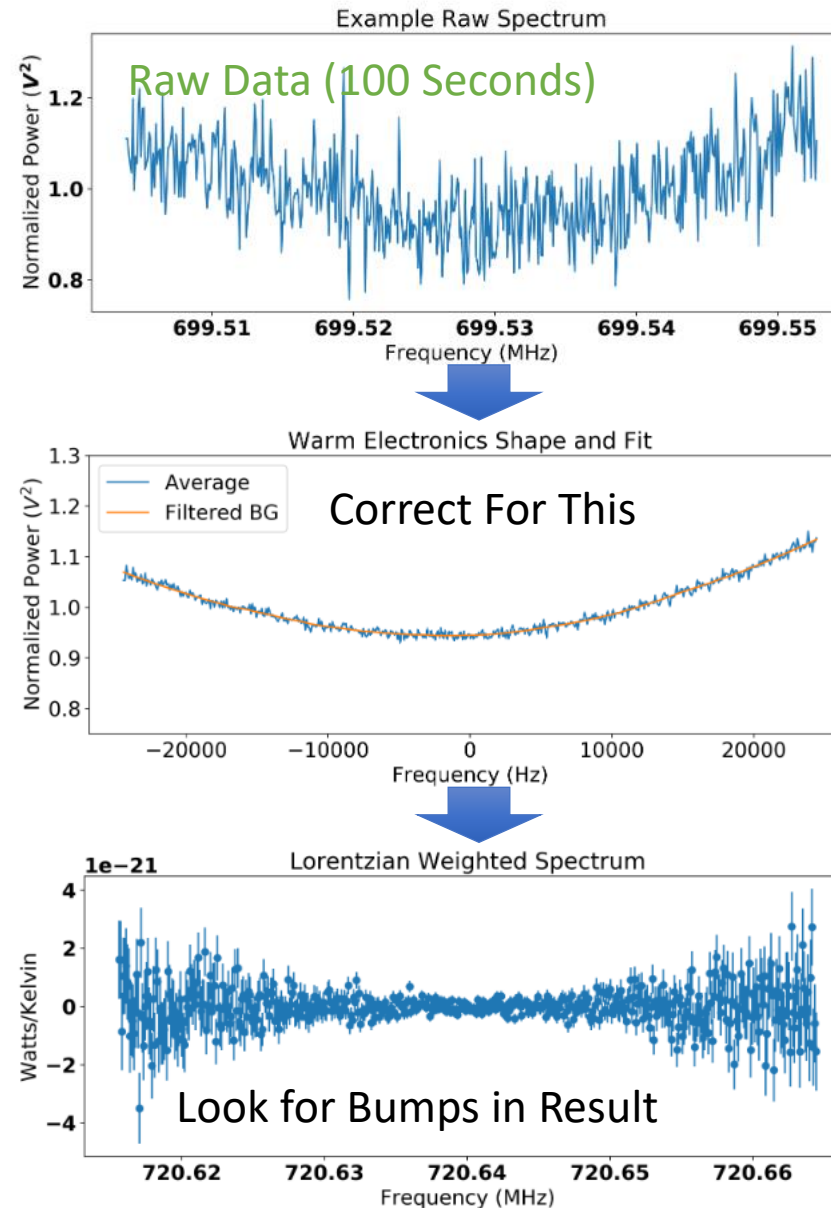 Example Raw Spectrum
Raw Data (100 Seconds)
Normalized Power (V²)
1.2
1.0
0.8
699.51 699.52 699.53 699.54 699.55
Frequency (MHz)
Warm Electronics Shape and Fit
Average
Filtered BG
Correct For This
Normalized Power (V²)
1.3
1.2
1.1
1.0
0.9
0.8
−20000 −10000 0 10000 20000
Frequency (Hz)
1e−21
Lorentzian Weighted Spectrum
Watts/Kelvin
4
2
0
−2
−4
Look for Bumps in Result
720.62 720.63 720.64 720.65 720.66
Frequency (MHz)